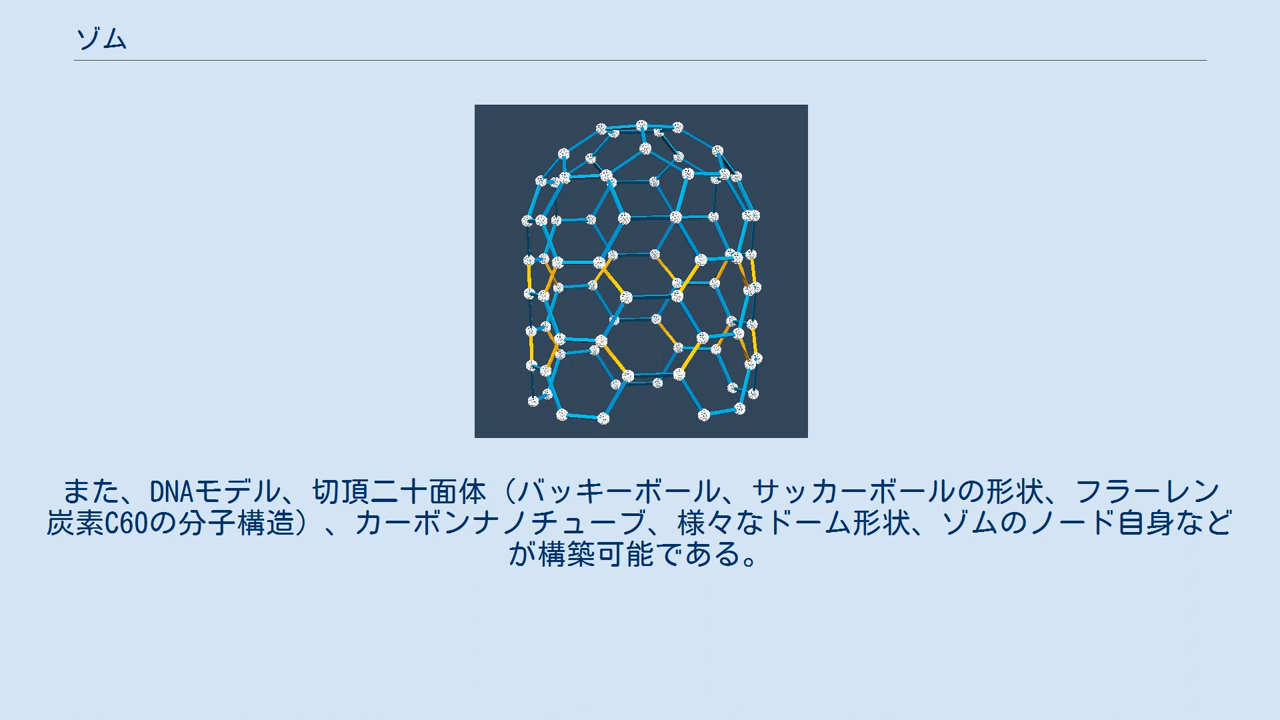 ゾム
また、DNAモデル、切頂二十面体（バッキーボール、サッカーボールの形状、フラーレン
炭素C60の分子構造）、カーボンナノチューブ、様々なドーム形状、ゾムのノード自身など
が構築可能である。